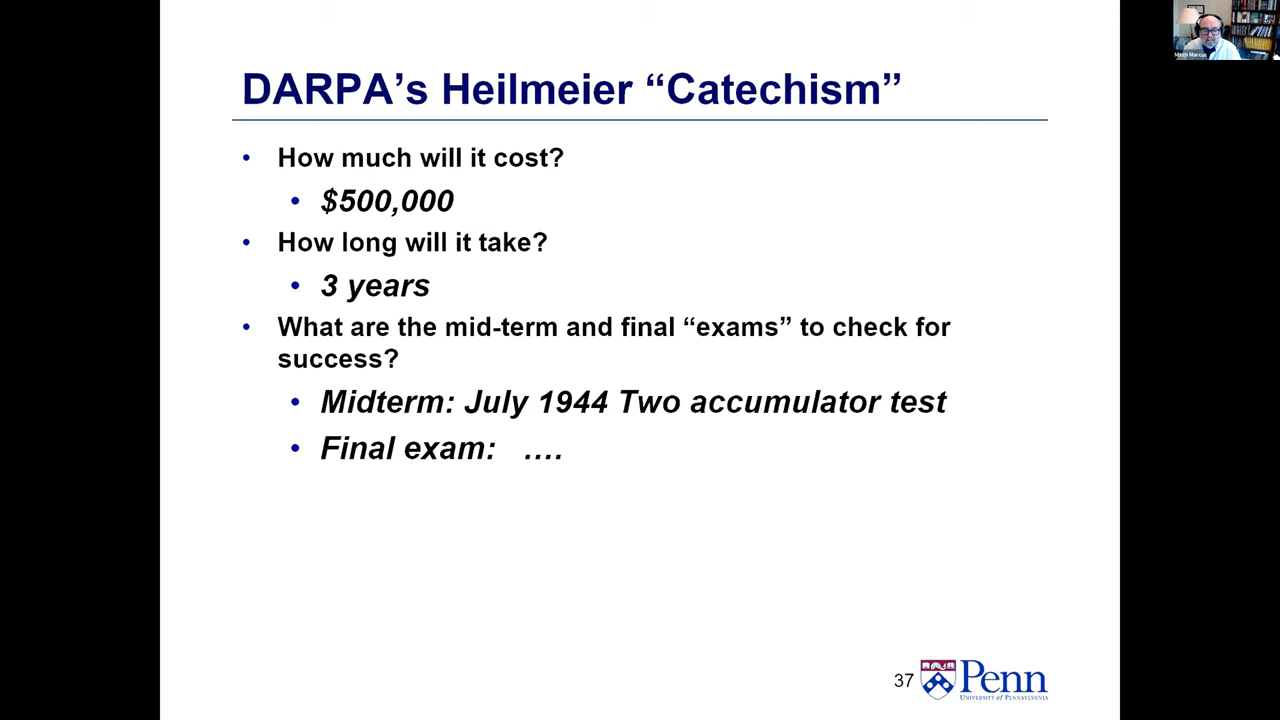 Mitch Marcus
DARPA’s Heilmeier “Catechism”
• How much will it cost?
• $500,000
• How long will it take?
• 3 years
• What are the mid-term and final “exams” to check for
success?
• Midterm: July 1944 Two accumulator test
• Final exam: ....
37
Penn
UNIVERSITY OF PENNSYLVANIA